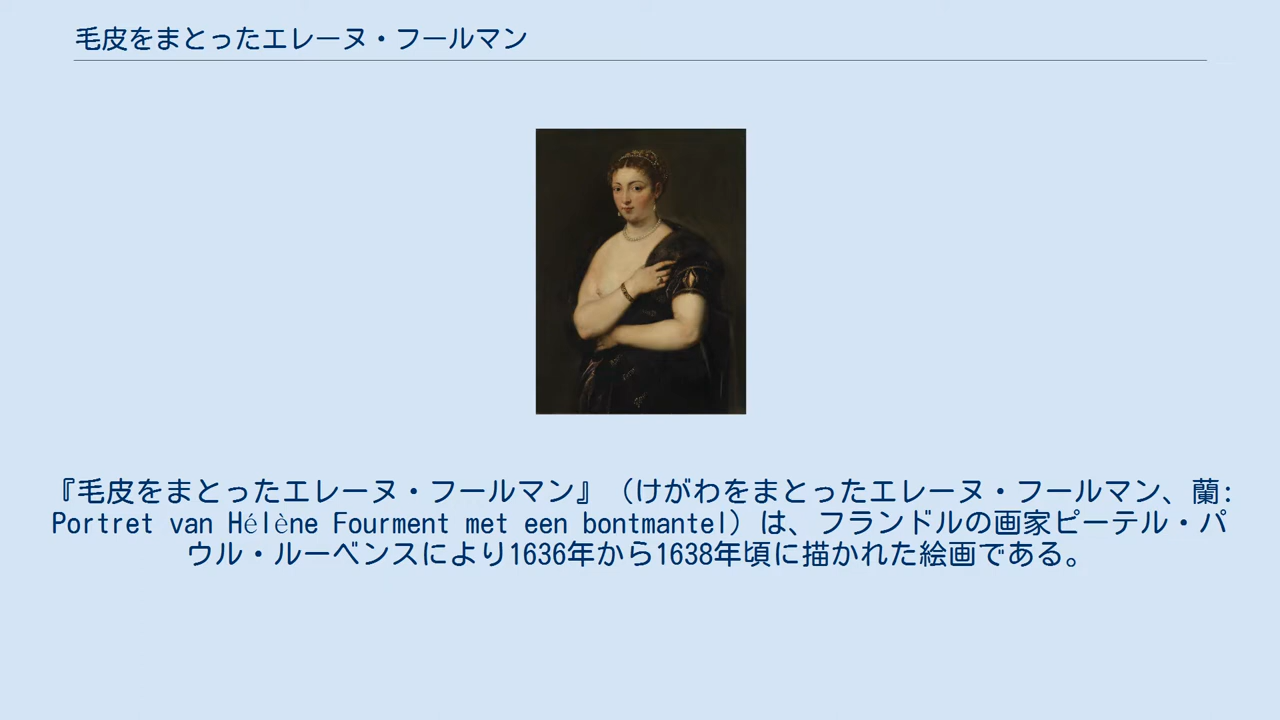 毛皮をまとったエレーヌ・フールマン
『毛皮をまとったエレーヌ・フールマン』（けがわをまとったエレーヌ・フールマン、蘭:
Portret van Hélène Fourment met een bontmantel）は、フランドルの画家ピーテル・パ
ウル・ルーベンスにより1636年から1638年頃に描かれた絵画である。